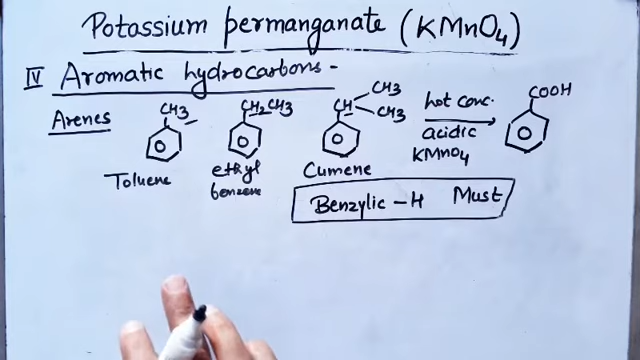 Potassium permanganate (KMnO4)
IV Aromatic hydrocarbons -
Arenes
CH3
CH2CH3
CH
CH3
CH3
hot conc.
acidic
KMnO4
COOH
Toluene
ethyl
benzene
Cumene
Benzylic - H Must